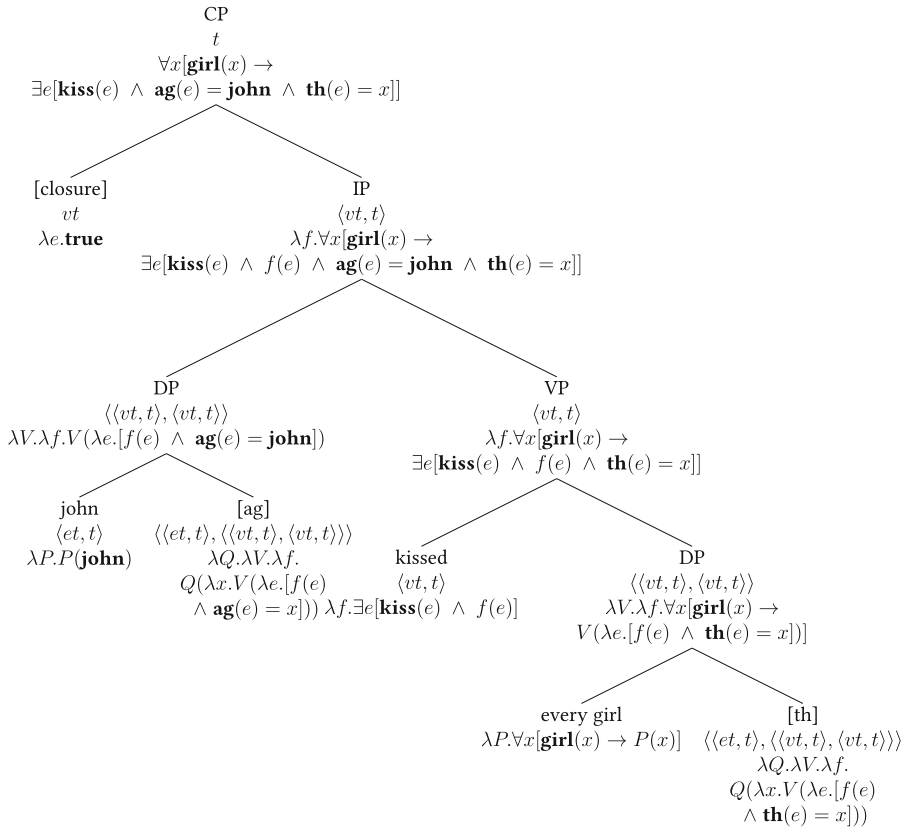 CP
t
∀x[girl(x) →
∃e[kiss(e) ∧ ag(e) = john ∧ th(e) = x]]
[closure]
vt
λe.true
IP
⟨vt, t⟩
λf.∀x[girl(x) →
∃e[kiss(e) ∧ f(e) ∧ ag(e) = john ∧ th(e) = x]]
DP
⟨⟨vt, t⟩, ⟨vt, t⟩⟩
λV.λf.V(λe.[f(e) ∧ ag(e) = john])
VP
⟨vt, t⟩
λf.∀x[girl(x) →
∃e[kiss(e) ∧ f(e) ∧ th(e) = x]]
john
⟨et, t⟩
λP.P(john)
[ag]
⟨⟨et, t⟩, ⟨⟨vt, t⟩, ⟨vt, t⟩⟩⟩
λQ.λV.λf.
Q(λx.V(λe.[f(e)
∧ ag(e) = x]))
kissed
⟨vt, t⟩
λf.∃e[kiss(e) ∧ f(e)]
DP
⟨⟨vt, t⟩, ⟨vt, t⟩⟩
λV.λf.∀x[girl(x) →
V(λe.[f(e) ∧ th(e) = x])]
every girl
λP.∀x[girl(x) → P(x)]
[th]
⟨⟨et, t⟩, ⟨⟨vt, t⟩, ⟨vt, t⟩⟩⟩
λQ.λV.λf.
Q(λx.V(λe.[f(e)
∧ th(e) = x]))